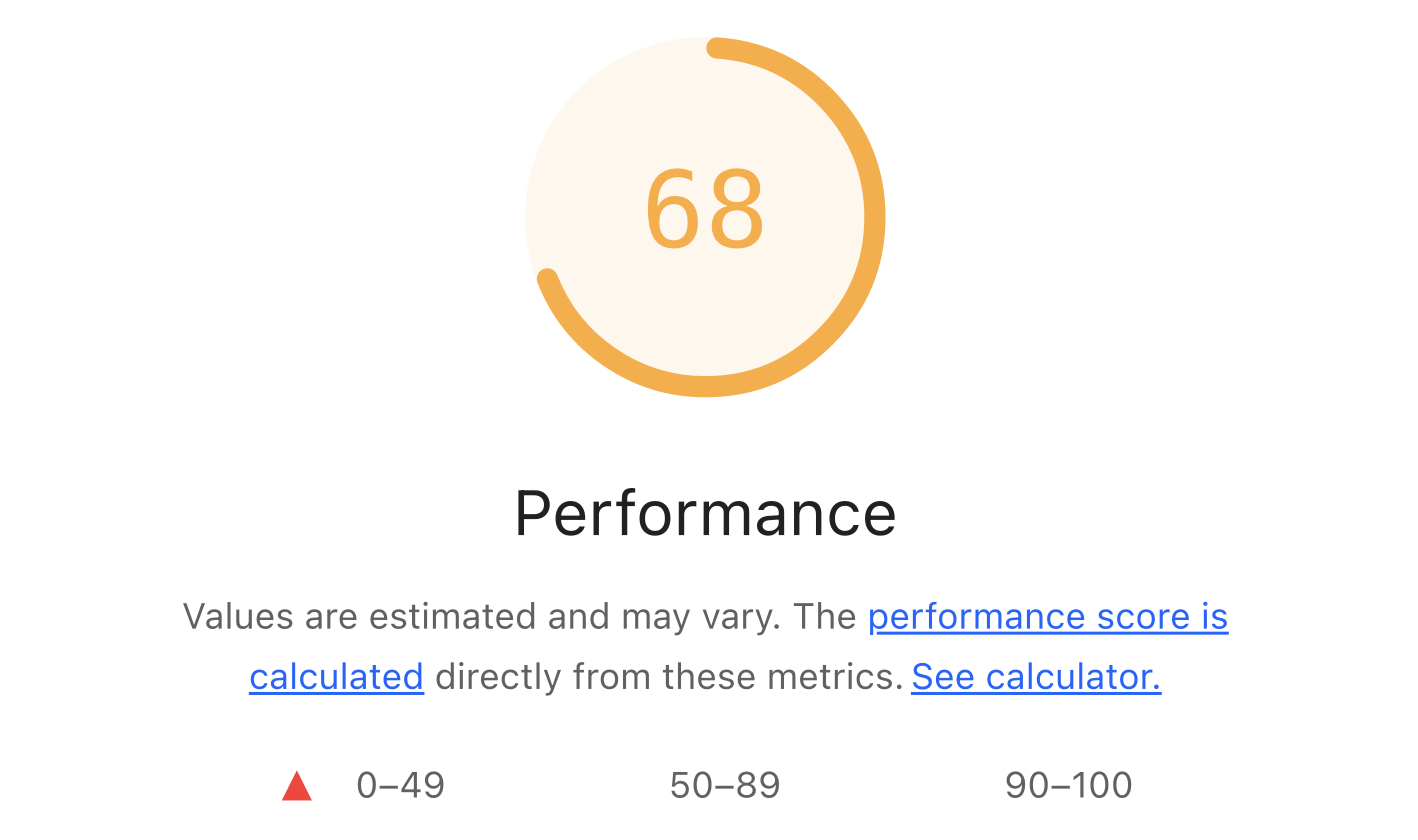 68
Performance
Values are estimated and may vary. The performance score is
calculated directly from these metrics. See calculator.
0–49 50–89 90–100